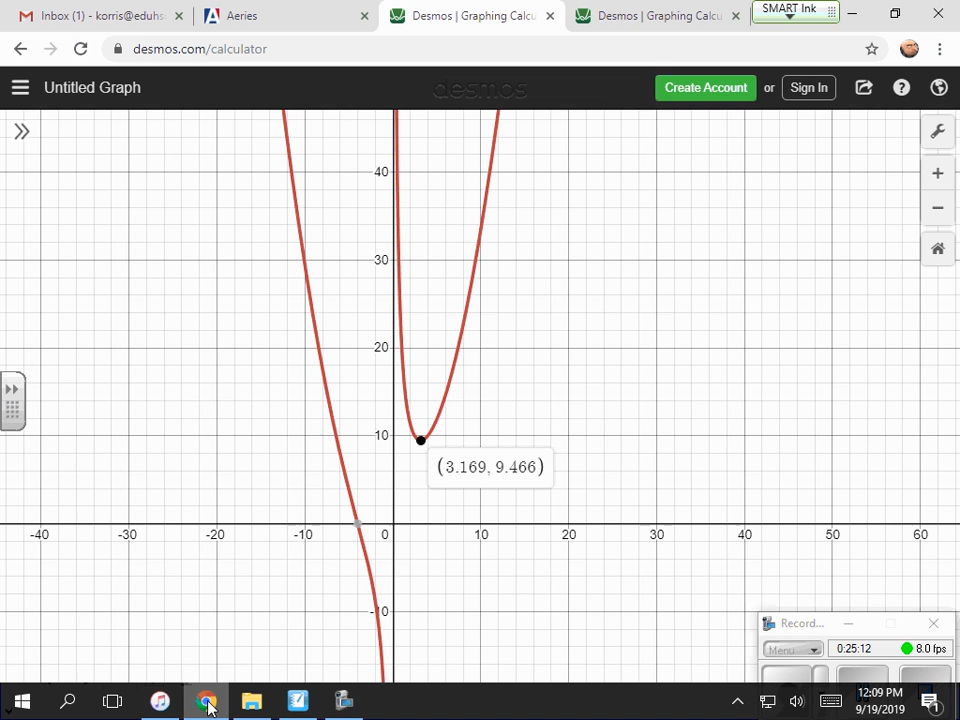 Inbox (1) - korris@eduhs
Aeries
Desmos | Graphing Calcu
Desmos | Graphing Calcu
SMART Ink
desmos.com/calculator
Untitled Graph
desmos
Create Account
or
Sign In
40
30
20
10
(3.169, 9.466)
-40
-30
-20
-10
0
10
20
30
40
50
60
-10
Record...
Menu
0:25:12
8.0 fps
12:09 PM
9/19/2019
1